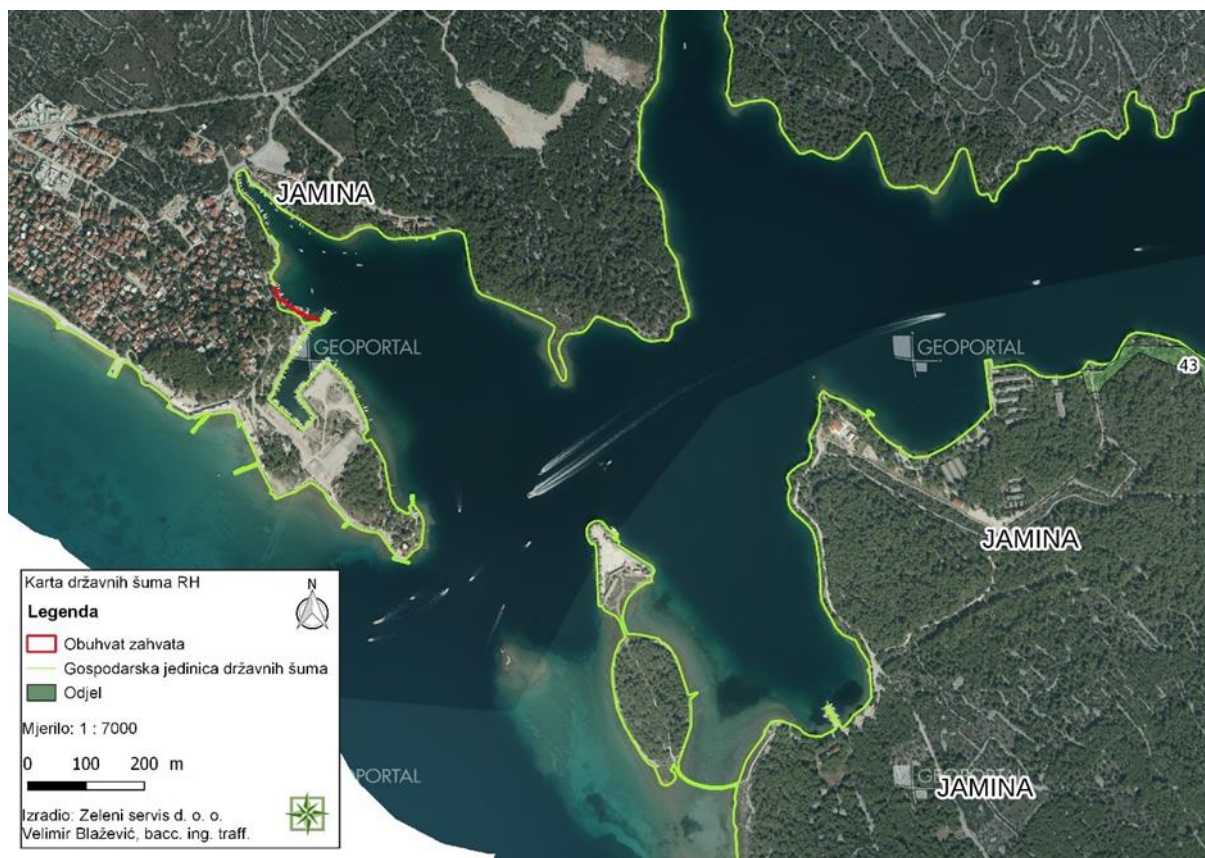 JAMINA
GEOPORTAL
GEOPORTAL
43
JAMINA
JAMINA
GEOPORTAL
GEOPORTAL
Karta državnih šuma RH
N
Legenda
Obuhvat zahvata
Gospodarska jedinica državnih šuma
Odjel
Mjerilo: 1 : 7000
0 100 200 m
Izradio: Zeleni servis d. o. o.
Velimir Blažević, bacc. ing. traff.